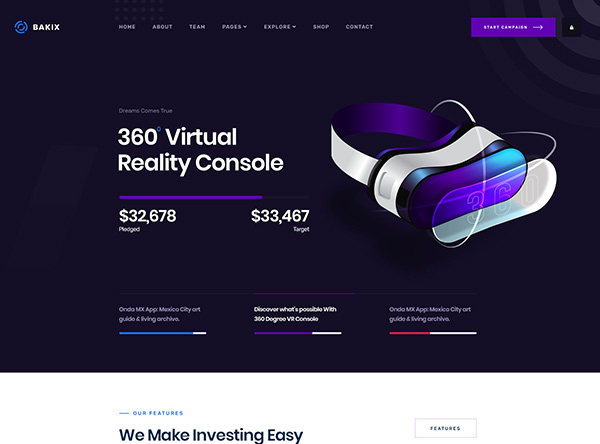 BAKIX
HOME ABOUT TEAM PAGES EXPLORE SHOP CONTACT
START CAMPAIGN
Dreams Comes True
360° Virtual
Reality Console
$32,678 $33,467
Pledged Target
360
Onda MX App: Mexico City art
guide & living archive.
Discover what's possible With
360 Degree VR Console
Onda MX App: Mexico City art
guide & living archive.
OUR FEATURES
We Make Investing Easy
FEATURES